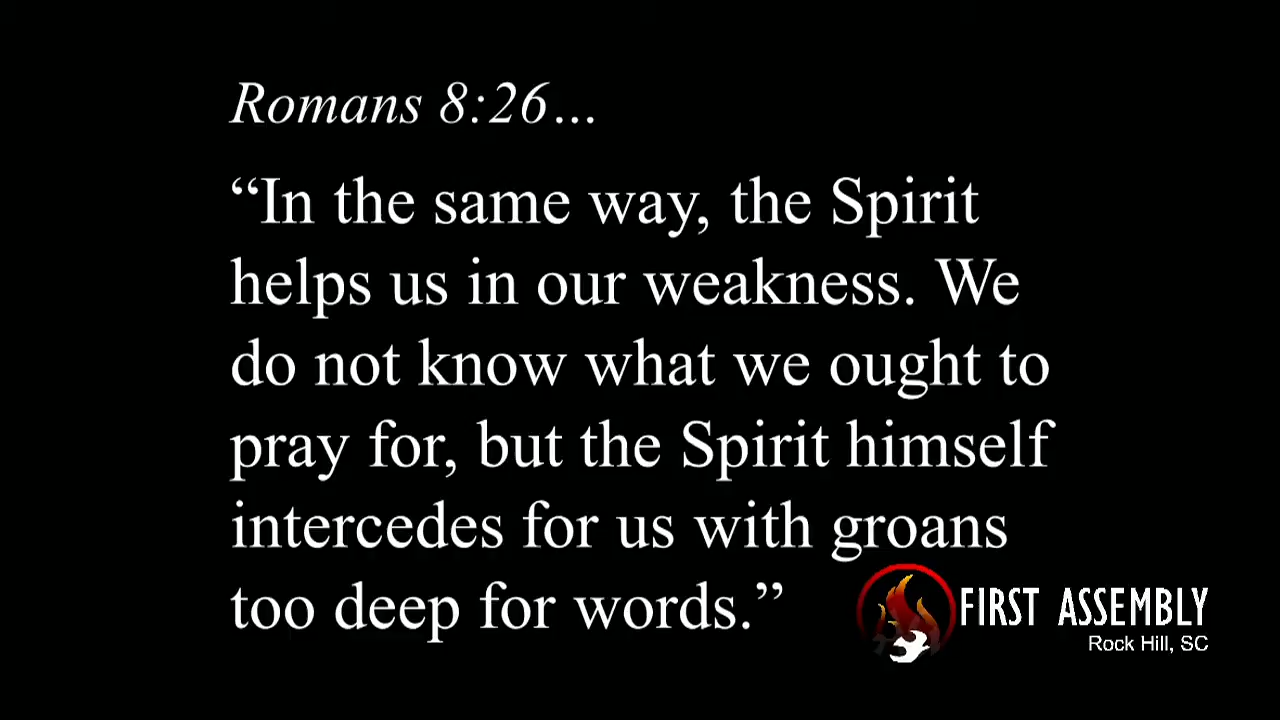 Romans 8:26…
“In the same way, the Spirit
helps us in our weakness. We
do not know what we ought to
pray for, but the Spirit himself
intercedes for us with groans
too deep for words.”
FIRST ASSEMBLY
Rock Hill, SC